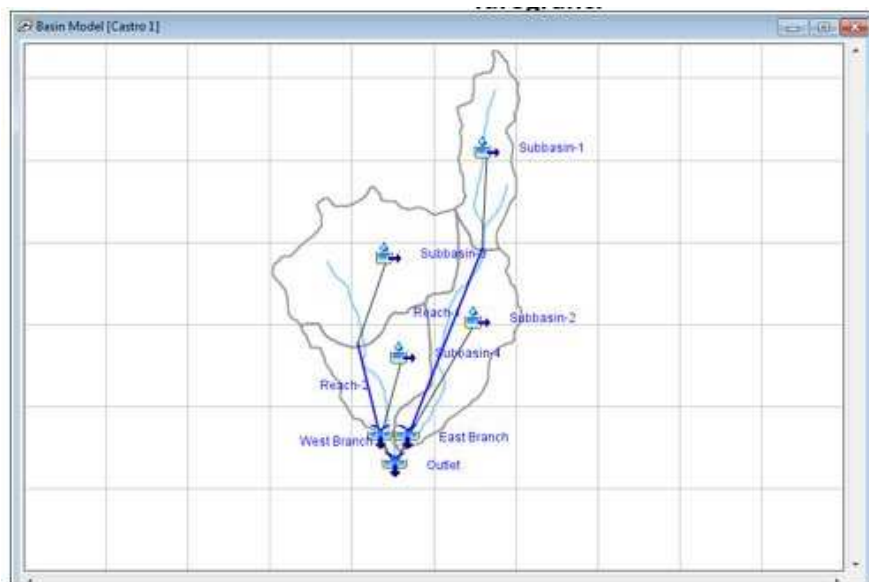 Basin Model [Castro 1]
Subbasin-1
Subbasin-3
Reach-1
Subbasin-2
Subbasin-4
Reach-2
West Branch
East Branch
Outlet